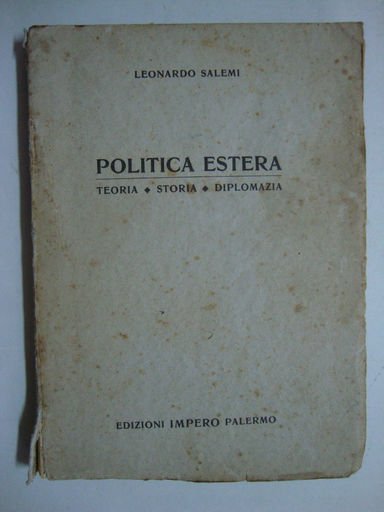 LEONARDO SALEMI
POLITICA ESTERA
TEORIA ◆ STORIA ◆ DIPLOMAZIA
EDIZIONI IMPERO PALERMO